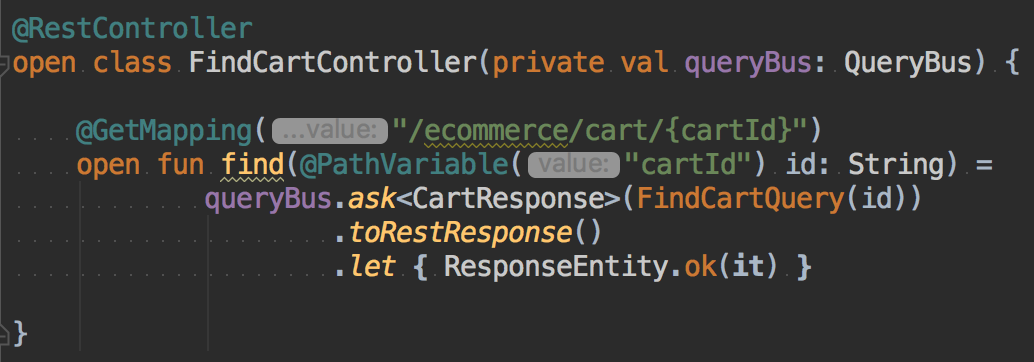 @RestController
open class FindCartController(private val queryBus: QueryBus) {
@GetMapping( ...value: "/ecommerce/cart/{cartId}")
open fun find(@PathVariable( value: "cartId") id: String) =
queryBus.ask<CartResponse>(FindCartQuery(id))
.toRestResponse()
.let { ResponseEntity.ok(it) }
}